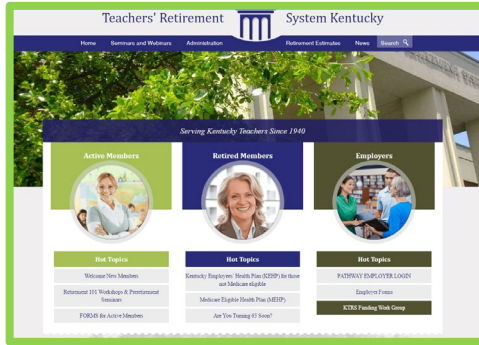 Teachers' Retirement System Kentucky
Home Seminars and Webinars Administration Retirement Estimates News Search
Serving Kentucky Teachers Since 1940
Active Members
Retired Members
Employers
Hot Topics
Welcome New Members
Retirement 101 Workshops & Preretirement
Seminars
FORMS for Active Members
Hot Topics
Kentucky Employees' Health Plan (KEHP) for those
not Medicare eligible
Medicare Eligible Health Plan (MEHP)
Are You Turning 65 Soon?
Hot Topics
PATHWAY EMPLOYER LOGIN
Employer Forms
KTRS Funding Work Group